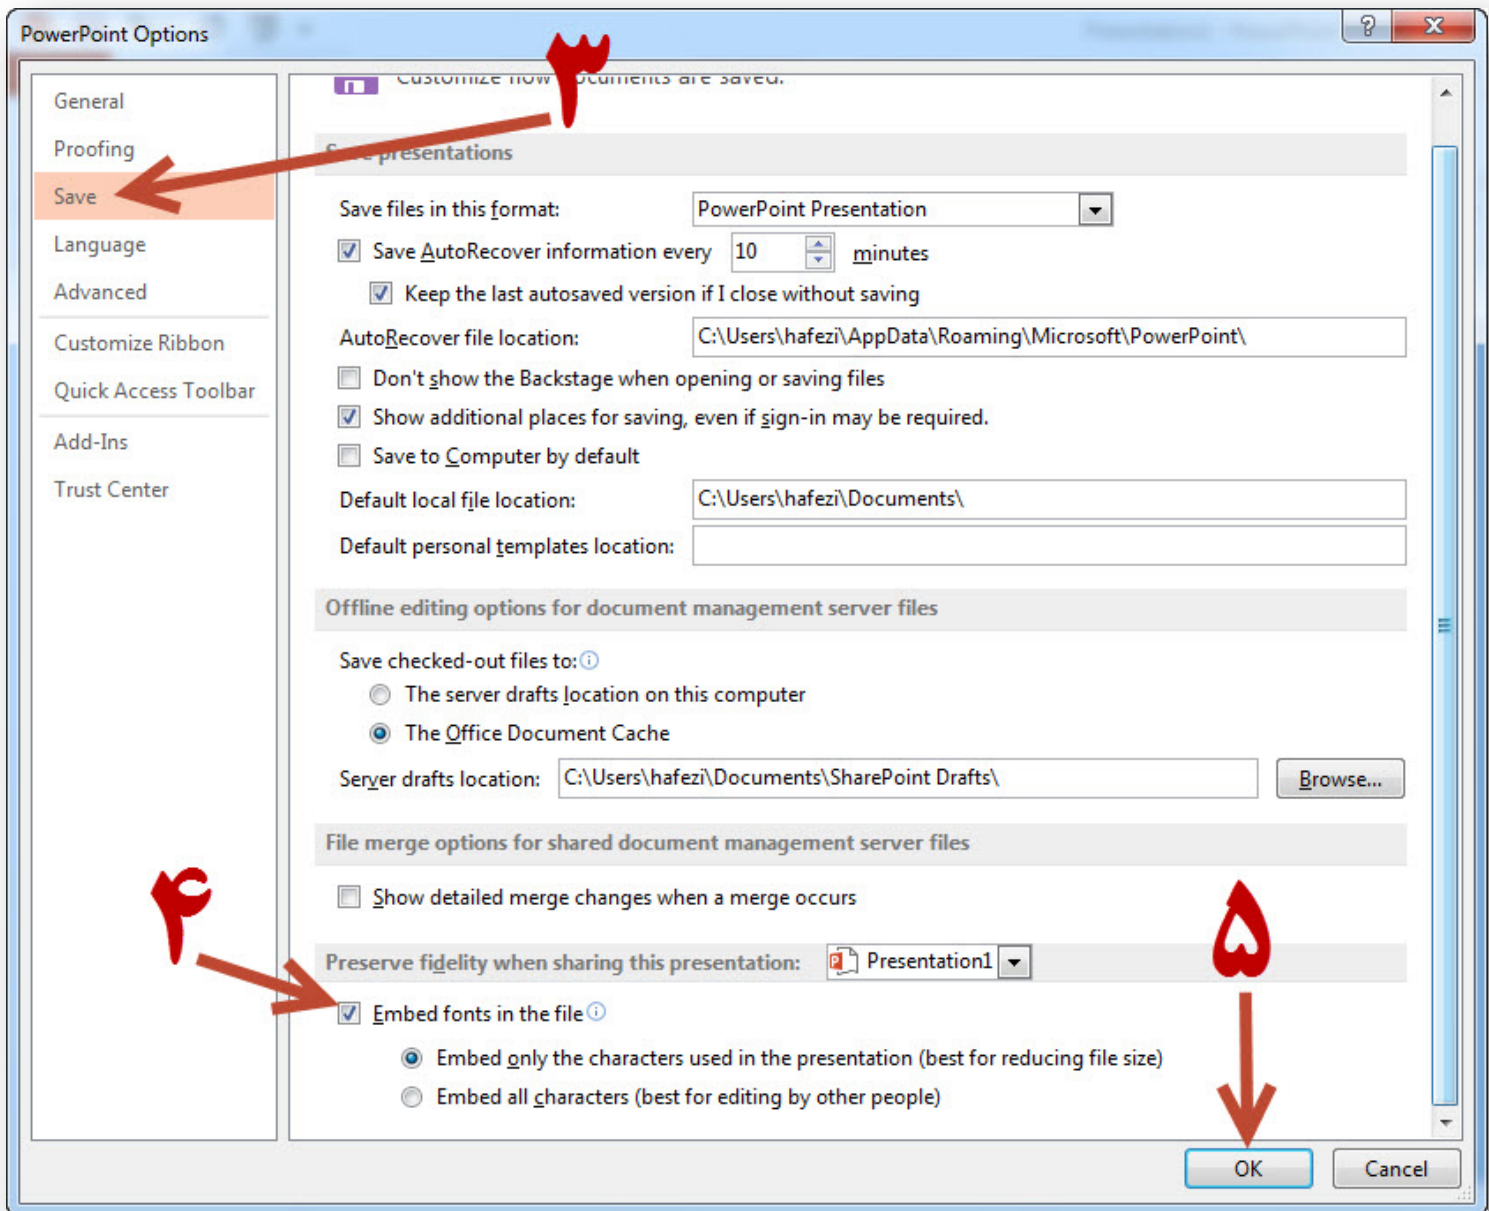 PowerPoint Options
۳
General
Proofing
Save
Language
Advanced
Customize Ribbon
Quick Access Toolbar
Add-Ins
Trust Center
Customize how documents are saved.
Save presentations
Save files in this format: PowerPoint Presentation
Save AutoRecover information every 10 minutes
Keep the last autosaved version if I close without saving
AutoRecover file location: C:\Users\hafezi\AppData\Roaming\Microsoft\PowerPoint\
Don't show the Backstage when opening or saving files
Show additional places for saving, even if sign-in may be required.
Save to Computer by default
Default local file location: C:\Users\hafezi\Documents\
Default personal templates location:
Offline editing options for document management server files
Save checked-out files to:
The server drafts location on this computer
The Office Document Cache
Server drafts location: C:\Users\hafezi\Documents\SharePoint Drafts\ Browse...
File merge options for shared document management server files
Show detailed merge changes when a merge occurs
۴
۵
Preserve fidelity when sharing this presentation: Presentation1
Embed fonts in the file
Embed only the characters used in the presentation (best for reducing file size)
Embed all characters (best for editing by other people)
OK Cancel